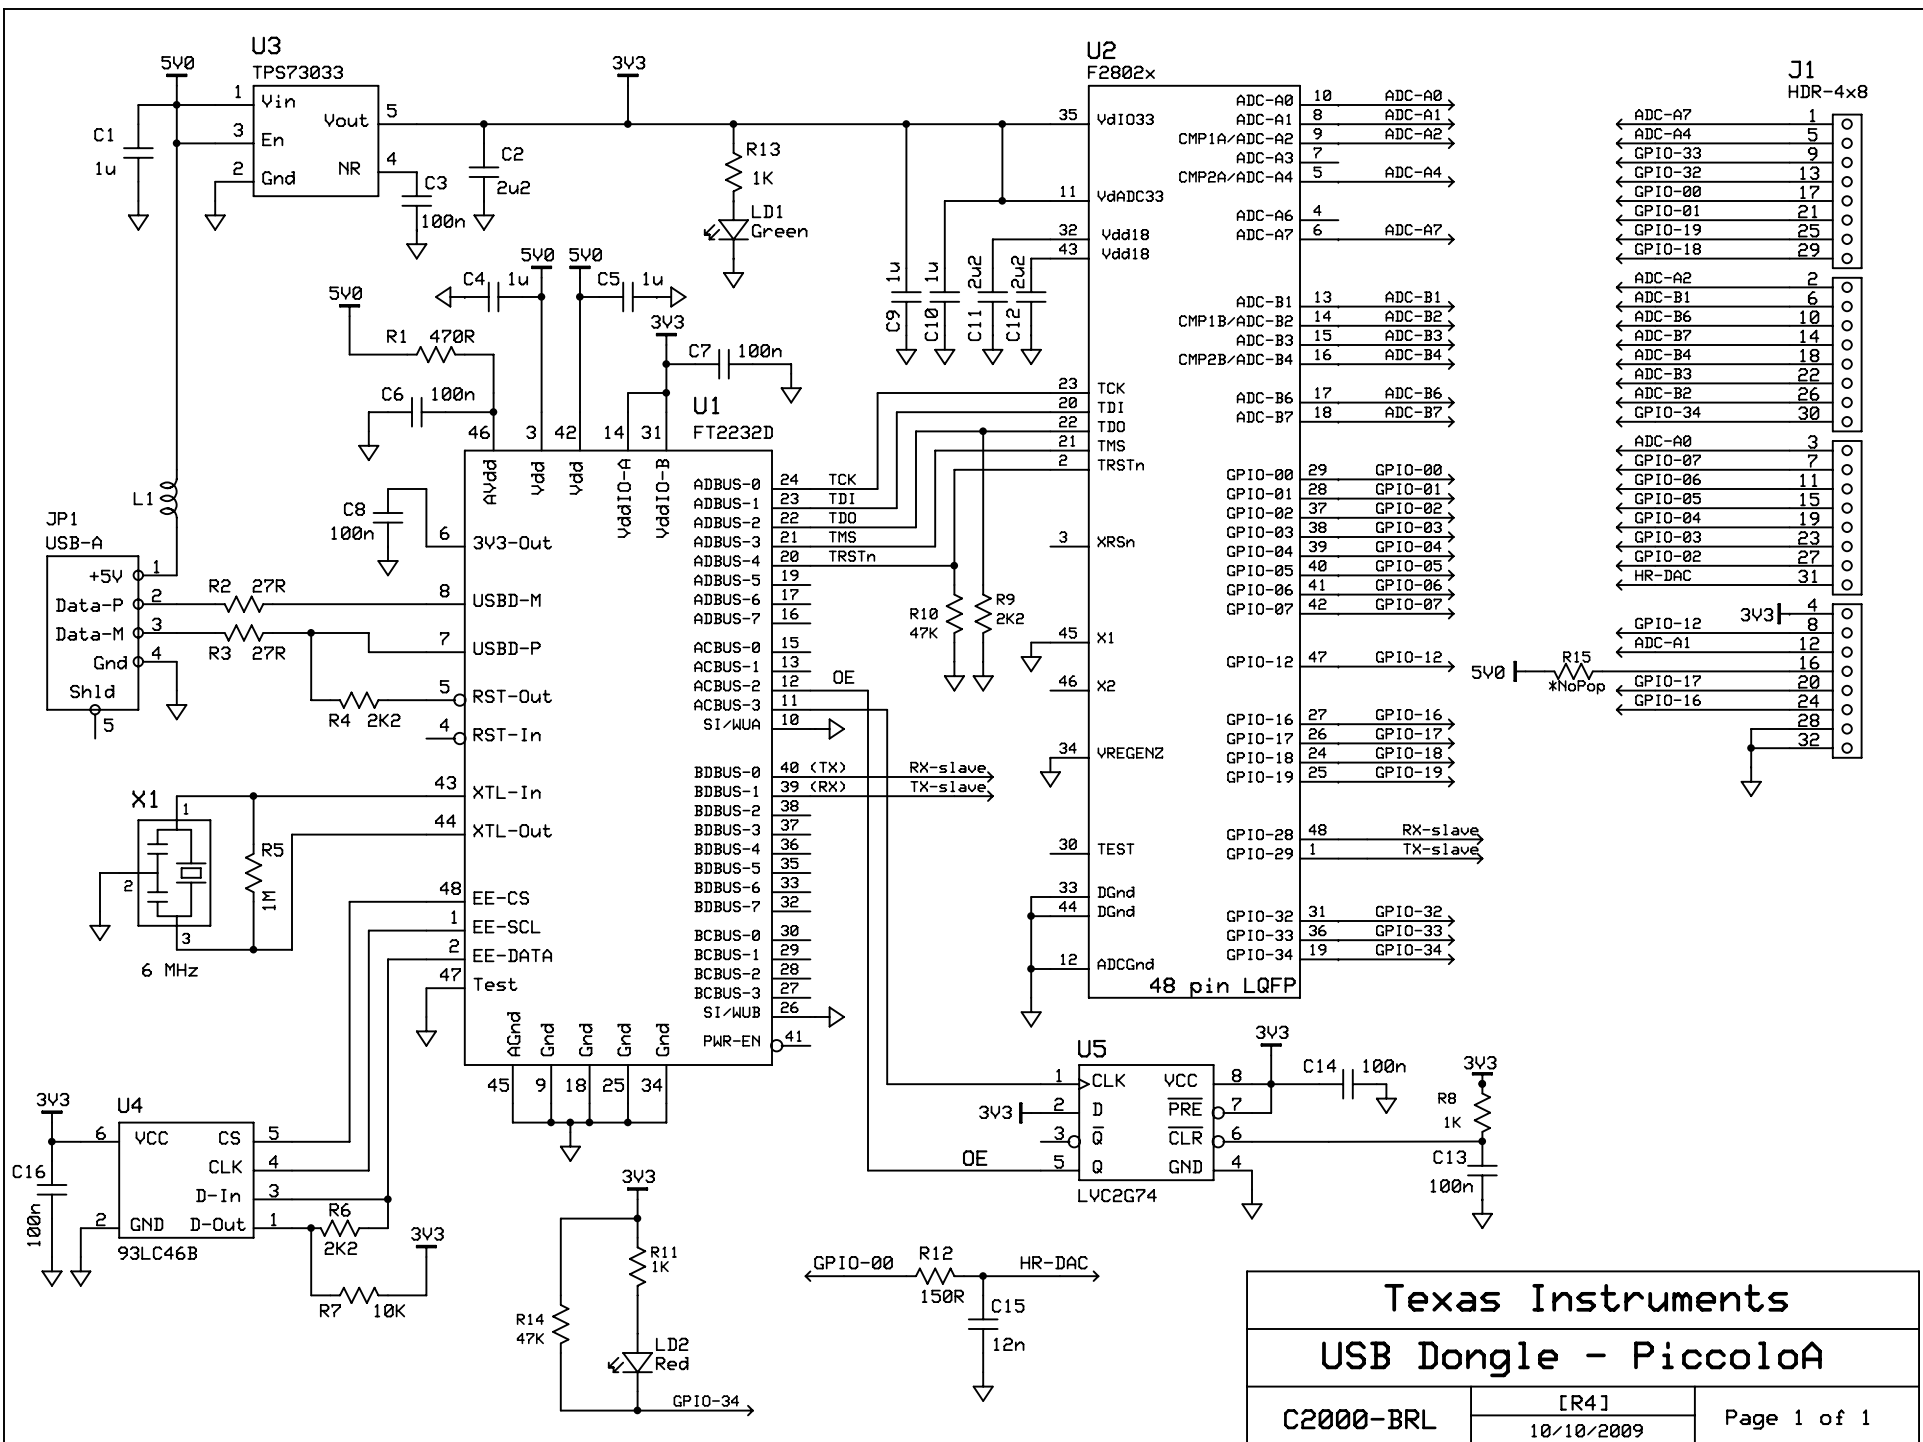 U3
TPS73033
5V0
1 Vin
3 En
2 Gnd
Vout 5
NR 4
C1
1u
C2
2u2
C3
100n
3V3
R13
1K
LD1
Green
5V0 5V0
C4 1u
C5 1u
5V0
R1 470R
3V3
C7 100n
C6 100n
46 3 42 14 31
U1
FT2232D
AVdd Vdd Vdd VddIO-A VddIO-B
C8
100n
L1
JP1
USB-A
+5V 1
Data-P 2
Data-M 3
Gnd 4
Shld
5
R2 27R
R3 27R
R4 2K2
6 3V3-Out
8 USBD-M
7 USBD-P
5 RST-Out
4 RST-In
43 XTL-In
44 XTL-Out
48 EE-CS
1 EE-SCL
2 EE-DATA
47 Test
X1
1
2
3
6 MHz
R5
1M
ADBUS-0 24 TCK
ADBUS-1 23 TDI
ADBUS-2 22 TDO
ADBUS-3 21 TMS
ADBUS-4 20 TRSTn
ADBUS-5 19
ADBUS-6 17
ADBUS-7 16
ACBUS-0 15
ACBUS-1 13
ACBUS-2 12 OE
ACBUS-3 11
SI/WUA 10
BDBUS-0 40 (TX) RX-slave
BDBUS-1 39 (RX) TX-slave
BDBUS-2 38
BDBUS-3 37
BDBUS-4 36
BDBUS-5 35
BDBUS-6 33
BDBUS-7 32
BCBUS-0 30
BCBUS-1 29
BCBUS-2 28
BCBUS-3 27
SI/WUB 26
PWR-EN 41
AGnd Gnd Gnd Gnd Gnd
45 9 18 25 34
3V3
U4
6 VCC
2 GND
CS 5
CLK 4
D-In 3
D-Out 1
93LC46B
C16
100n
R6
2K2
3V3
R7 10K
3V3
R11
1K
R14
47K
LD2
Red
GPIO-34
GPIO-00
R12
150R
HR-DAC
C15
12n
C9 1u
C10 1u
C11 2u2
C12 2u2
R10
47K
R9
2K2
U2
F2802x
35 VdIO33
11 VdADC33
32 Vdd18
43 Vdd18
23 TCK
20 TDI
22 TDO
21 TMS
2 TRSTn
3 XRSn
45 X1
46 X2
34 VREGENZ
30 TEST
33 DGnd
44 DGnd
12 ADCGnd
48 pin LQFP
ADC-A0 10 ADC-A0
ADC-A1 8 ADC-A1
CMP1A/ADC-A2 9 ADC-A2
ADC-A3 7
CMP2A/ADC-A4 5 ADC-A4
ADC-A6 4
ADC-A7 6 ADC-A7
ADC-B1 13 ADC-B1
CMP1B/ADC-B2 14 ADC-B2
ADC-B3 15 ADC-B3
CMP2B/ADC-B4 16 ADC-B4
ADC-B6 17 ADC-B6
ADC-B7 18 ADC-B7
GPIO-00 29 GPIO-00
GPIO-01 28 GPIO-01
GPIO-02 37 GPIO-02
GPIO-03 38 GPIO-03
GPIO-04 39 GPIO-04
GPIO-05 40 GPIO-05
GPIO-06 41 GPIO-06
GPIO-07 42 GPIO-07
GPIO-12 47 GPIO-12
GPIO-16 27 GPIO-16
GPIO-17 26 GPIO-17
GPIO-18 24 GPIO-18
GPIO-19 25 GPIO-19
GPIO-28 48 RX-slave
GPIO-29 1 TX-slave
GPIO-32 31 GPIO-32
GPIO-33 36 GPIO-33
GPIO-34 19 GPIO-34
J1
HDR-4x8
ADC-A7 1
ADC-A4 5
GPIO-33 9
GPIO-32 13
GPIO-00 17
GPIO-01 21
GPIO-19 25
GPIO-18 29
ADC-A2 2
ADC-B1 6
ADC-B6 10
ADC-B7 14
ADC-B4 18
ADC-B3 22
ADC-B2 26
GPIO-34 30
ADC-A0 3
GPIO-07 7
GPIO-06 11
GPIO-05 15
GPIO-04 19
GPIO-03 23
GPIO-02 27
HR-DAC 31
3V3 4
GPIO-12 8
ADC-A1 12
5V0 R15 16
*NoPop
GPIO-17 20
GPIO-16 24
28
32
U5
1 CLK
3V3 2 D
3 Q
OE 5 Q
VCC 8
PRE 7
CLR 6
GND 4
LVC2G74
3V3
C14 100n
3V3
R8
1K
C13
100n
Texas Instruments
USB Dongle - PiccoloA
C2000-BRL
[R4]
10/10/2009
Page 1 of 1